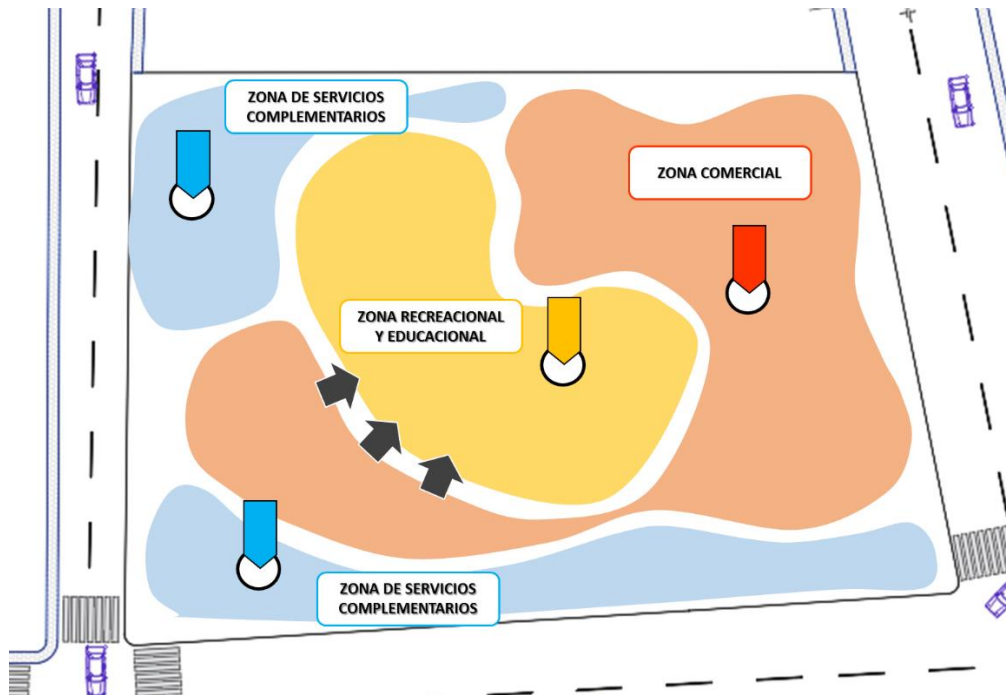 ZONA DE SERVICIOS
COMPLEMENTARIOS
ZONA COMERCIAL
ZONA RECREACIONAL
Y EDUCACIONAL
ZONA DE SERVICIOS
COMPLEMENTARIOS